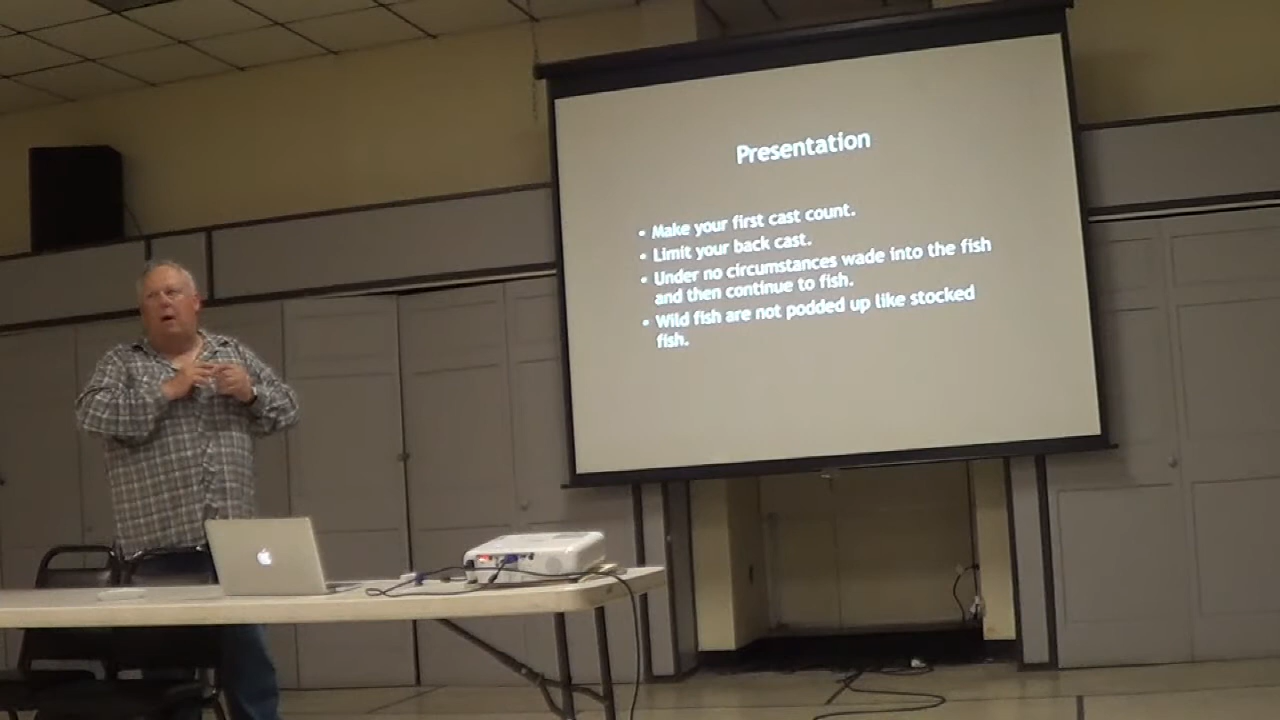 Presentation
• Make your first cast count.
• Limit your back cast.
• Under no circumstances wade into the fish
and then continue to fish.
• Wild fish are not podded up like stocked
fish.